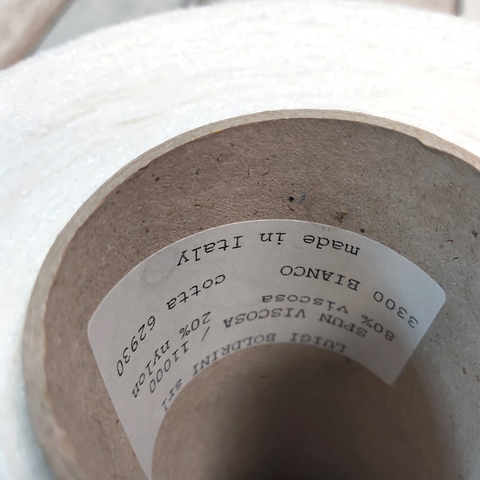 LUIGI BOLDRINI srl
SPUN VISCOSA / 11000
80% viscosa 20% nylon
3300 BIANCO cotta 62930
made in Italy